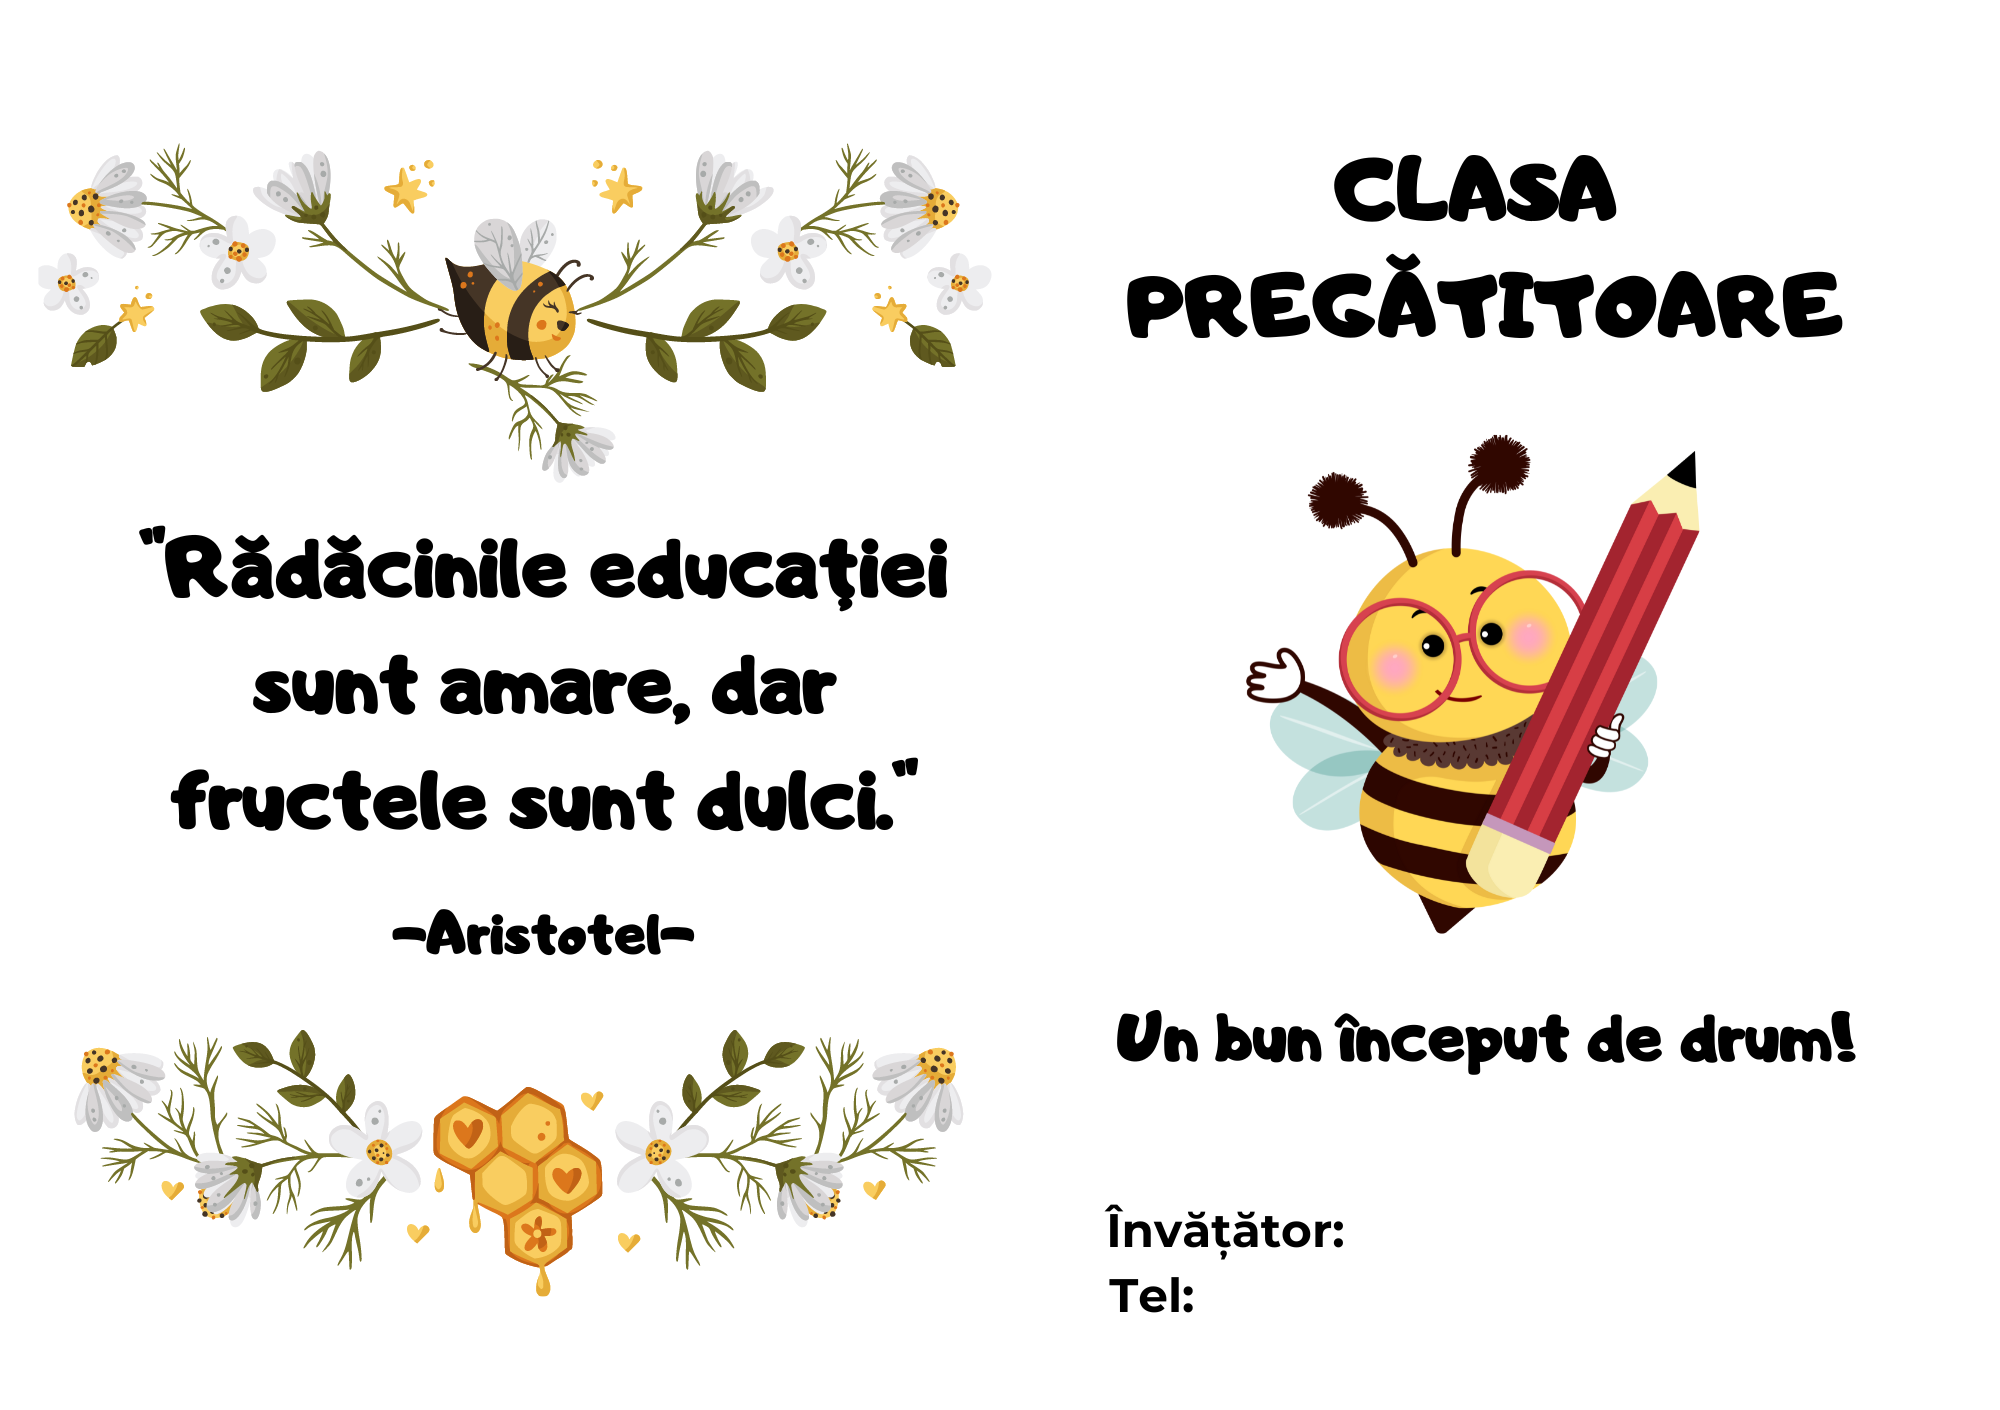 "Rădăcinile educației
sunt amare, dar
fructele sunt dulci."
-Aristotel-
CLASA
PREGĂTITOARE
Un bun început de drum!
Învățător:
Tel: